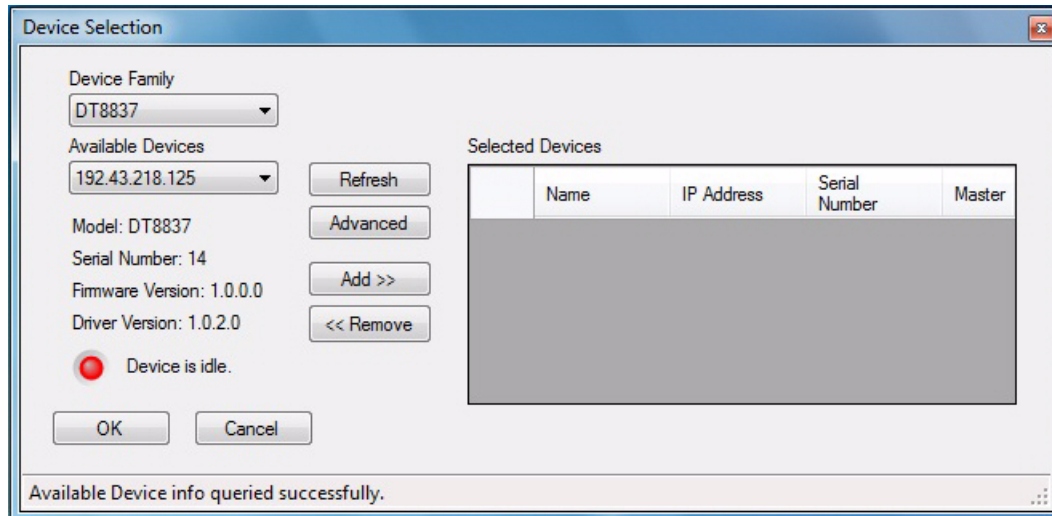 Device Selection
Device Family
DT8837
Available Devices
192.43.218.125
Refresh
Model: DT8837
Advanced
Serial Number: 14
Firmware Version: 1.0.0.0
Add >>
Driver Version: 1.0.2.0
<< Remove
Device is idle.
OK
Cancel
Selected Devices
Name
IP Address
Serial
Number
Master
Available Device info queried successfully.